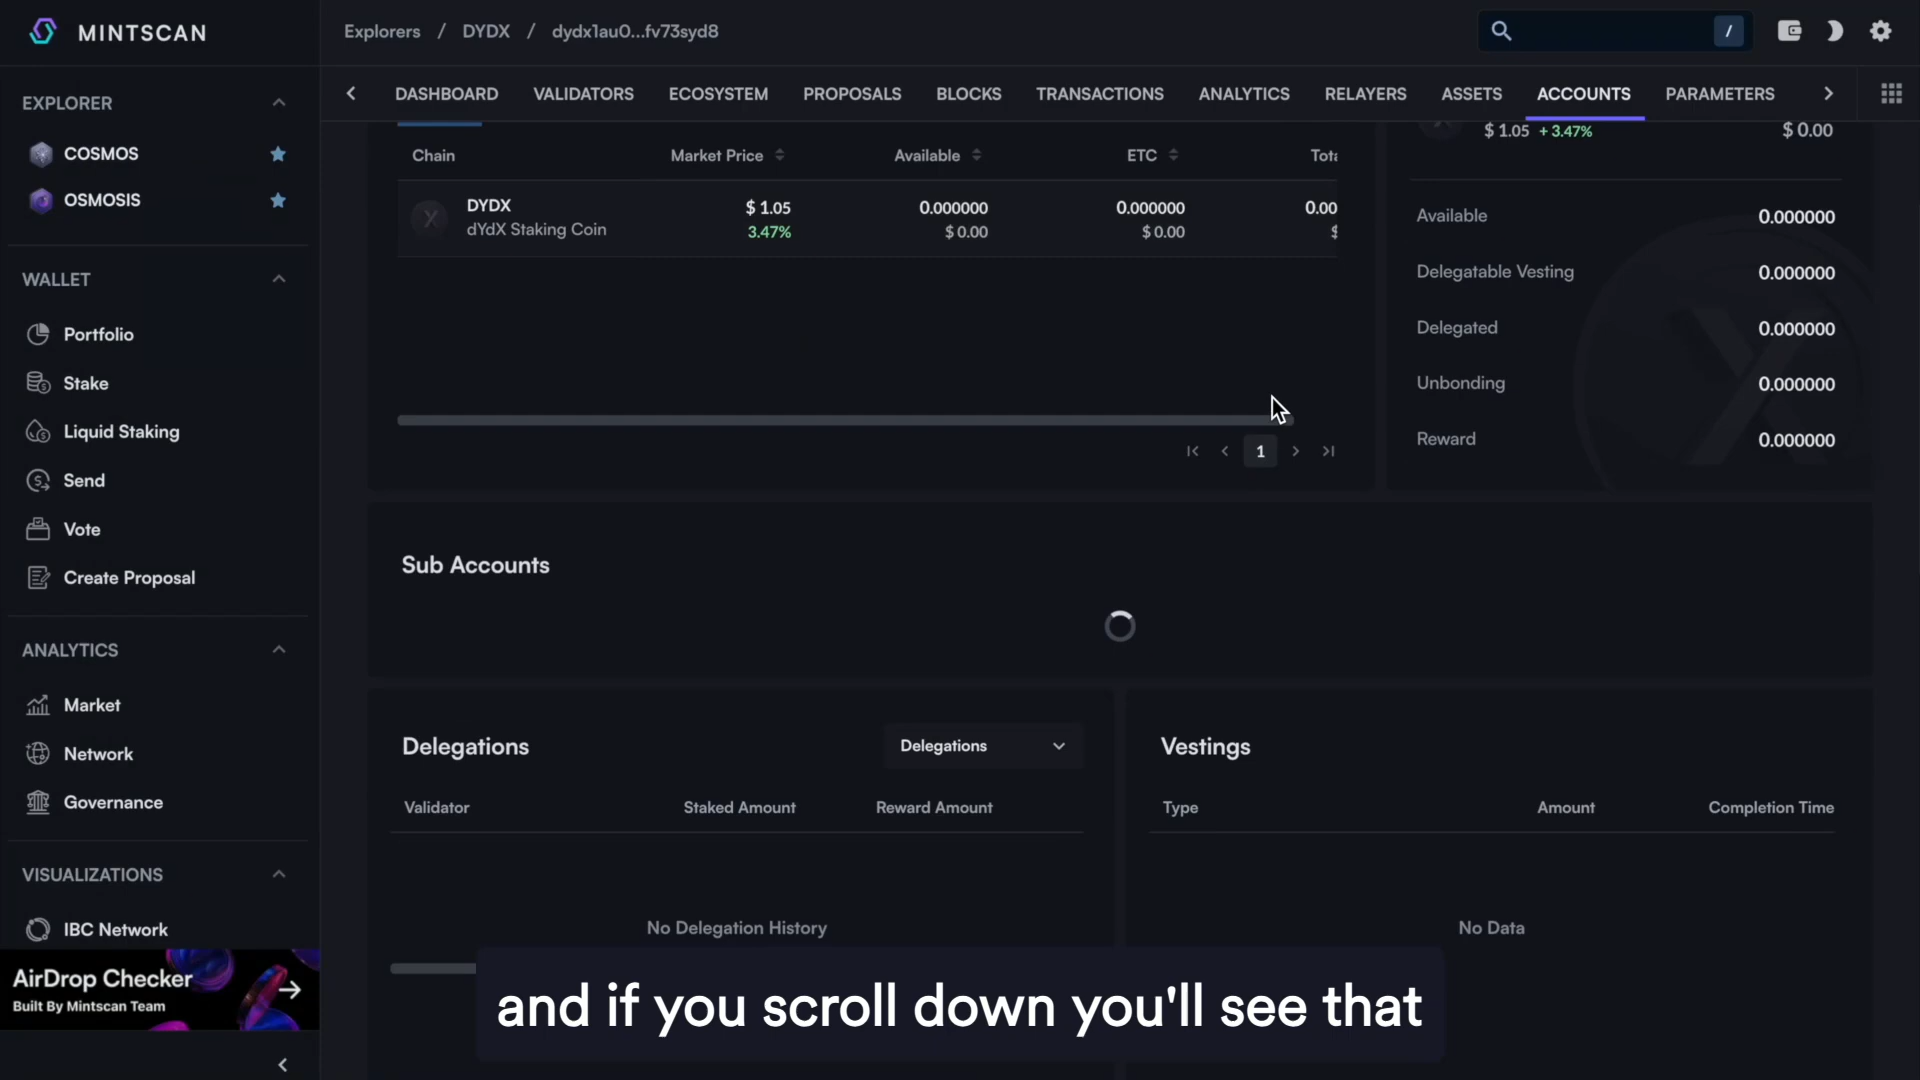 MINTSCAN
Explorers / DYDX / dydx1au0...fv73syd8
/
EXPLORER
COSMOS
OSMOSIS
WALLET
Portfolio
Stake
Liquid Staking
Send
Vote
Create Proposal
ANALYTICS
Market
Network
Governance
VISUALIZATIONS
IBC Network
AirDrop Checker
Built By Mintscan Team
DASHBOARD VALIDATORS ECOSYSTEM PROPOSALS BLOCKS TRANSACTIONS ANALYTICS RELAYERS ASSETS ACCOUNTS PARAMETERS
Chain Market Price Available ETC Tota
DYDX $ 1.05 0.000000 0.000000 0.00
dYdX Staking Coin 3.47% $ 0.00 $ 0.00 $
1
$ 1.05 + 3.47% $ 0.00
Available 0.000000
Delegatable Vesting 0.000000
Delegated 0.000000
Unbonding 0.000000
Reward 0.000000
Sub Accounts
Delegations Delegations
Validator Staked Amount Reward Amount
No Delegation History
Vestings
Type Amount Completion Time
No Data
and if you scroll down you'll see that